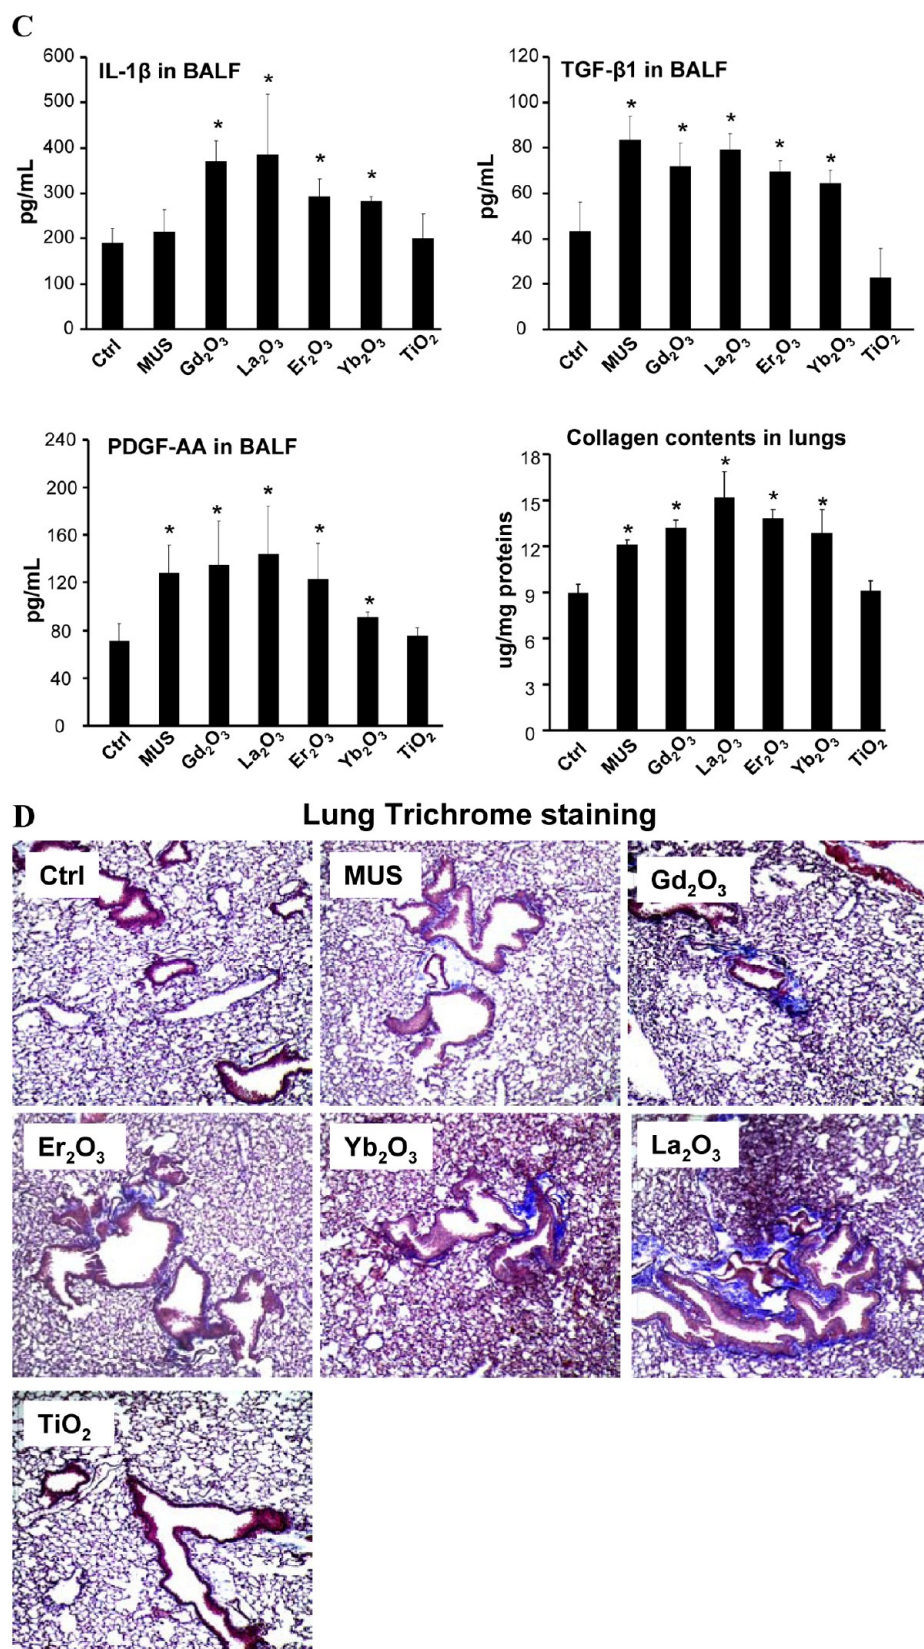 C
IL-1β in BALF
pg/mL
600
500
400
300
200
100
0
Ctrl MUS Gd₂O₃ La₂O₃ Er₂O₃ Yb₂O₃ TiO₂
* * * *
TGF-β1 in BALF
pg/mL
120
100
80
60
40
20
0
Ctrl MUS Gd₂O₃ La₂O₃ Er₂O₃ Yb₂O₃ TiO₂
* * * * *
PDGF-AA in BALF
pg/mL
240
200
160
120
80
40
0
Ctrl MUS Gd₂O₃ La₂O₃ Er₂O₃ Yb₂O₃ TiO₂
* * * * *
Collagen contents in lungs
ug/mg proteins
18
15
12
9
6
3
0
Ctrl MUS Gd₂O₃ La₂O₃ Er₂O₃ Yb₂O₃ TiO₂
* * * * *
D Lung Trichrome staining
Ctrl MUS Gd₂O₃
Er₂O₃ Yb₂O₃ La₂O₃
TiO₂